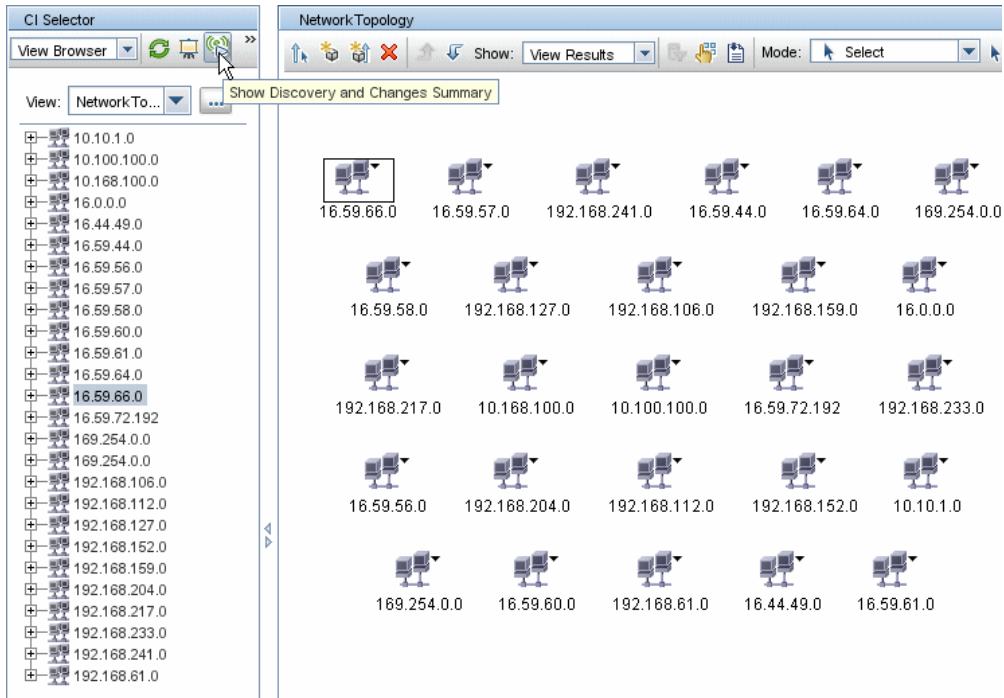 CI Selector
View Browser
»
Show Discovery and Changes Summary
View: NetworkTo... ...
10.10.1.0
10.100.100.0
10.168.100.0
16.0.0.0
16.44.49.0
16.59.44.0
16.59.56.0
16.59.57.0
16.59.58.0
16.59.60.0
16.59.61.0
16.59.64.0
16.59.66.0
16.59.72.192
169.254.0.0
169.254.0.0
192.168.106.0
192.168.112.0
192.168.127.0
192.168.152.0
192.168.159.0
192.168.204.0
192.168.217.0
192.168.233.0
192.168.241.0
192.168.61.0
NetworkTopology
Show: View Results Mode: Select
16.59.66.0 16.59.57.0 192.168.241.0 16.59.44.0 16.59.64.0 169.254.0.0
16.59.58.0 192.168.127.0 192.168.106.0 192.168.159.0 16.0.0.0
192.168.217.0 10.168.100.0 10.100.100.0 16.59.72.192 192.168.233.0
16.59.56.0 192.168.204.0 192.168.112.0 192.168.152.0 10.10.1.0
169.254.0.0 16.59.60.0 192.168.61.0 16.44.49.0 16.59.61.0